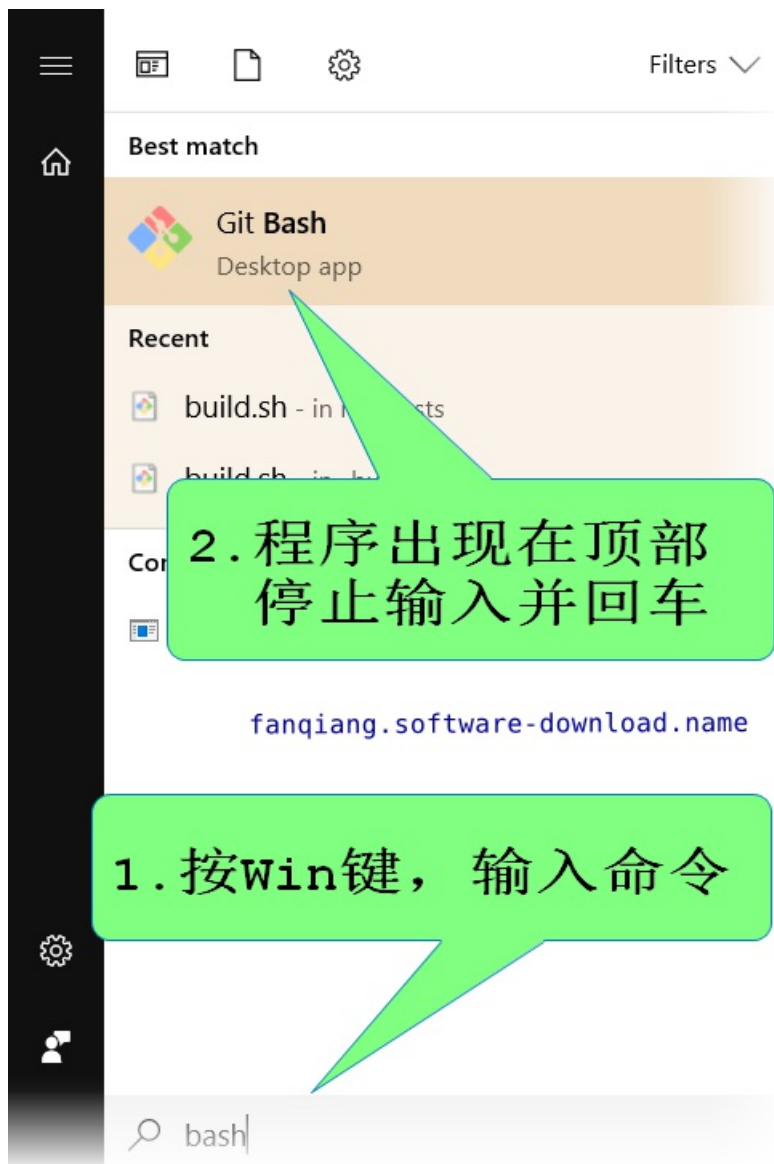 Filters
Best match
Git Bash
Desktop app
Recent
build.sh - in
build.sh
2.程序出现在顶部
停止输入并回车
fanqiang.software-download.name
1.按Win键，输入命令
bash